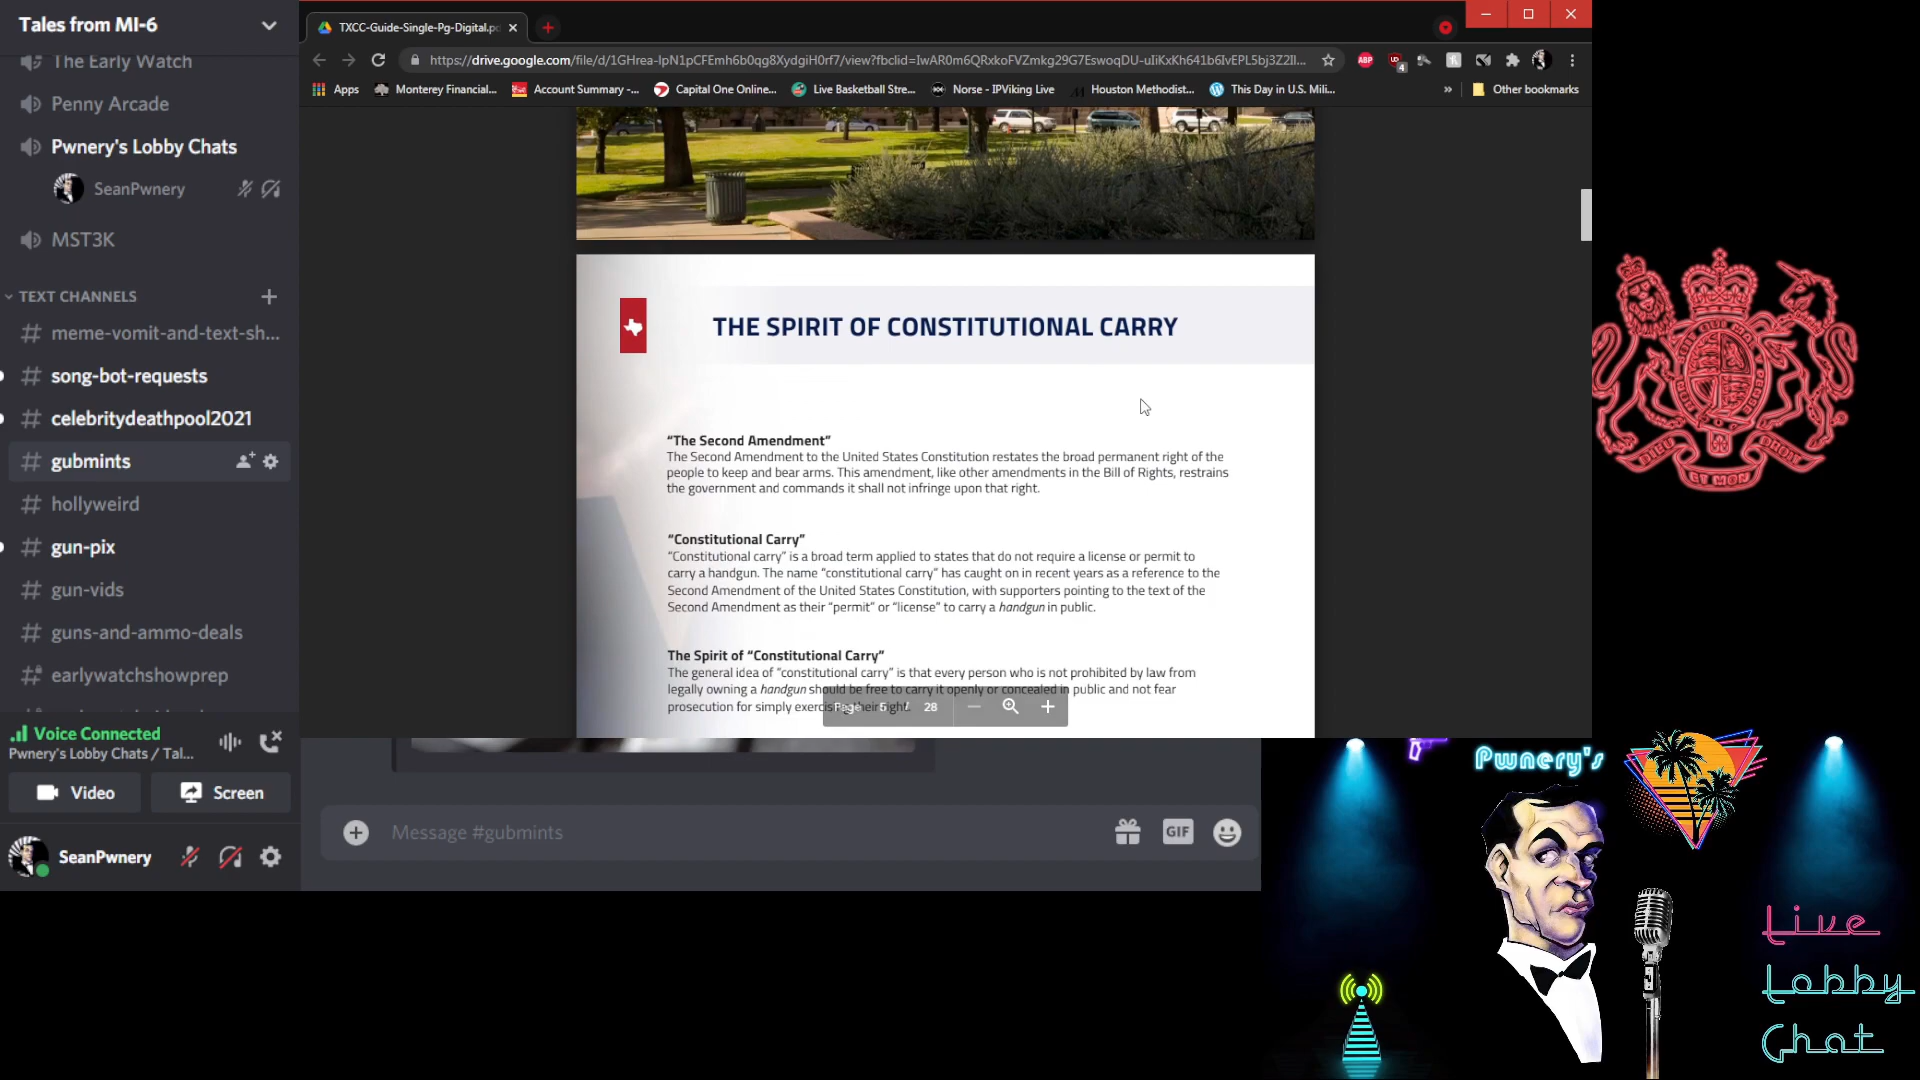 Tales from MI-6
The Early Watch
Penny Arcade
Pwnery's Lobby Chats
SeanPwnery
MST3K
TEXT CHANNELS
meme-vomit-and-text-sh...
song-bot-requests
celebritydeathpool2021
gubmints
hollyweird
gun-pix
gun-vids
guns-and-ammo-deals
earlywatchshowprep
Voice Connected
Pwnery's Lobby Chats / Tal...
Video
Screen
SeanPwnery
TXCC-Guide-Single-Pg-Digital.p
Apps
Monterey Financial...
Account Summary -...
Capital One Online...
Live Basketball Stre...
Norse - IPViking Live
Houston Methodist...
This Day in U.S. Mili...
»
Other bookmarks
ABP
UD
4
THE SPIRIT OF CONSTITUTIONAL CARRY
“The Second Amendment”
The Second Amendment to the United States Constitution restates the broad permanent right of the
people to keep and bear arms. This amendment, like other amendments in the Bill of Rights, restrains
the government and commands it shall not infringe upon that right.
“Constitutional Carry”
“Constitutional carry” is a broad term applied to states that do not require a license or permit to
carry a handgun. The name “constitutional carry” has caught on in recent years as a reference to the
Second Amendment of the United States Constitution, with supporters pointing to the text of the
Second Amendment as their “permit” or “license” to carry a handgun in public.
The Spirit of “Constitutional Carry”
The general idea of “constitutional carry” is that every person who is not prohibited by law from
legally owning a handgun should be free to carry it openly or concealed in public and not fear
prosecution for simply exercising their right.
Page 5 / 28
Message #gubmints
GIF
ET MON
Pwnery's
Live
Lobby
Chat